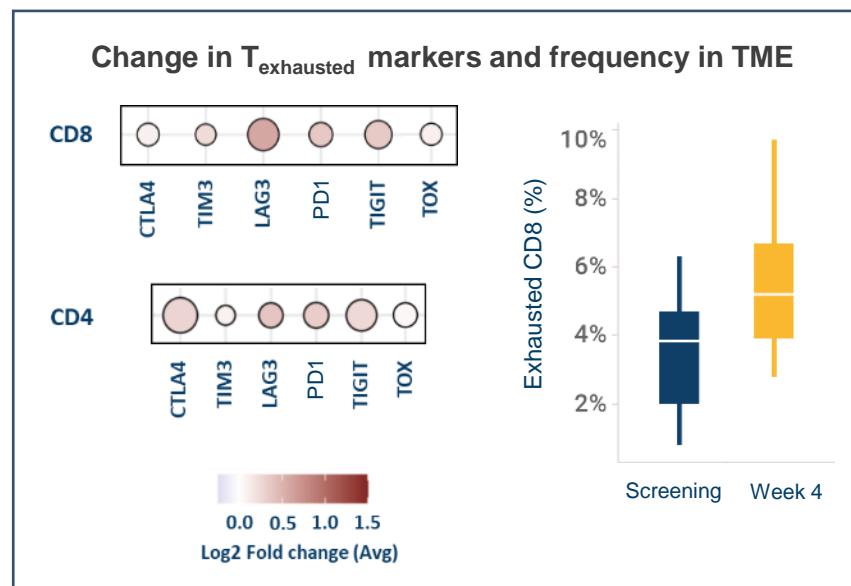 Change in Texhausted markers and frequency in TME
CD8
CTLA4
TIM3
LAG3
PD1
TIGIT
TOX
CD4
CTLA4
TIM3
LAG3
PD1
TIGIT
TOX
0.0 0.5 1.0 1.5
Log2 Fold change (Avg)
Exhausted CD8 (%)
10%
8%
6%
4%
2%
Screening
Week 4